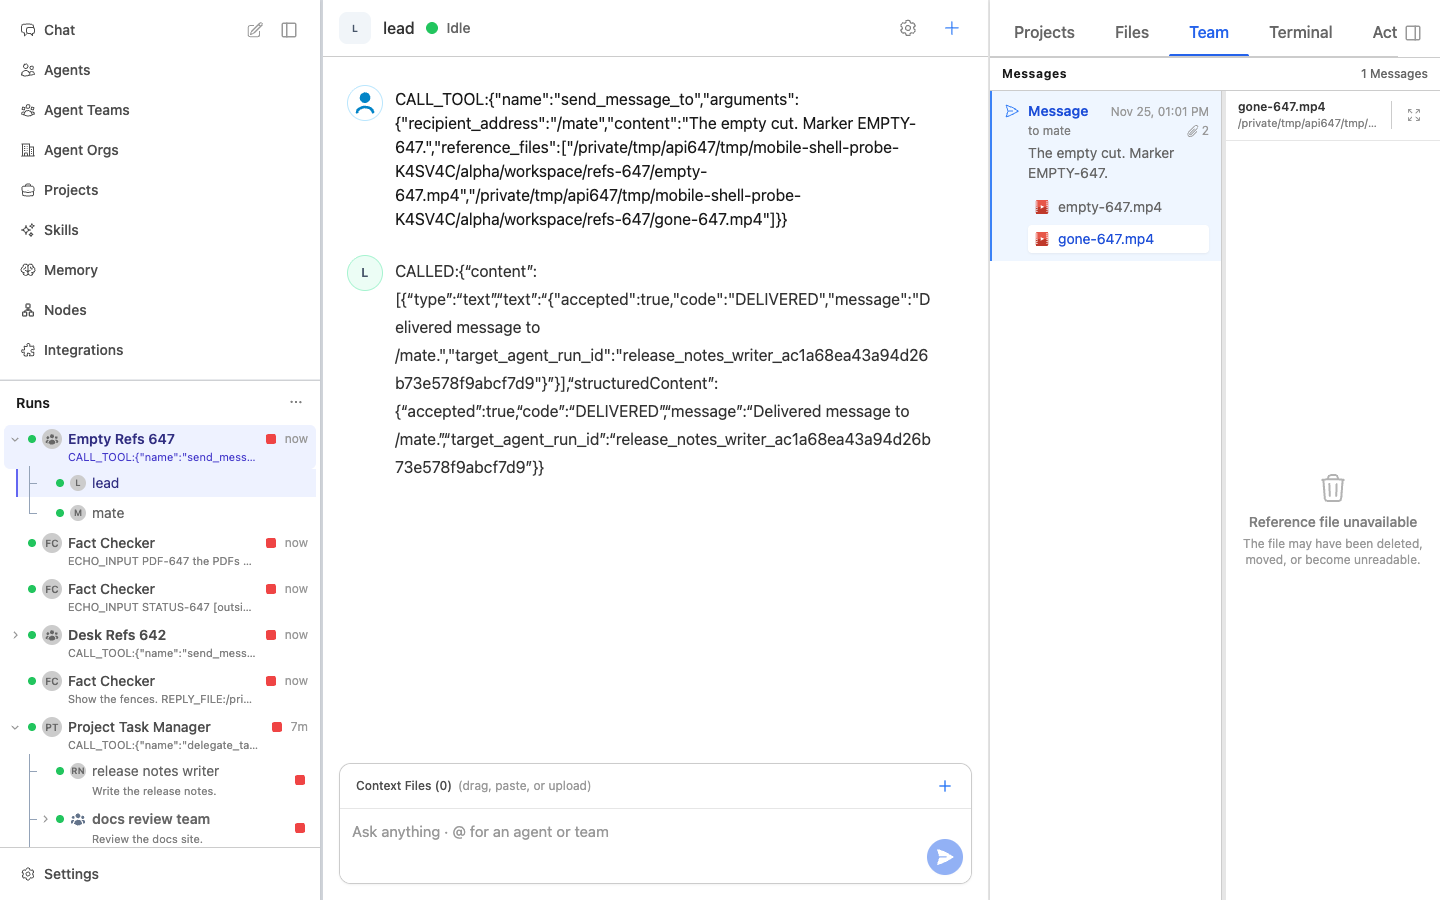 Chat
Agents
Agent Teams
Agent Orgs
Projects
Skills
Memory
Nodes
Integrations
Runs
Empty Refs 647
now
CALL_TOOL:{"name":"send_mess...
L
lead
M
mate
FC
Fact Checker
now
ECHO_INPUT PDF-647 the PDFs ...
FC
Fact Checker
now
ECHO_INPUT STATUS-647 [outsi...
Desk Refs 642
now
CALL_TOOL:{"name":"send_mess...
FC
Fact Checker
now
Show the fences. REPLY_FILE:/pri...
PT
Project Task Manager
7m
CALL_TOOL:{"name":"delegate_ta...
RN
release notes writer
Write the release notes.
docs review team
Review the docs site.
Settings
L
lead
Idle
CALL_TOOL:{"name":"send_message_to","arguments":
{"recipient_address":"/mate","content":"The empty cut. Marker EMPTY-
647.","reference_files":["/private/tmp/api647/tmp/mobile-shell-probe-
K4SV4C/alpha/workspace/refs-647/empty-
647.mp4","/private/tmp/api647/tmp/mobile-shell-probe-
K4SV4C/alpha/workspace/refs-647/gone-647.mp4"]}}
L
CALLED:{“content”:
[{“type”:“text”,“text”:“{"accepted":true,"code":"DELIVERED","message":"D
elivered message to
/mate.","target_agent_run_id":"release_notes_writer_ac1a68ea43a94d26
b73e578f9abcf7d9"}”}],“structuredContent”:
{“accepted”:true,“code”:“DELIVERED”,“message”:“Delivered message to
/mate.”,“target_agent_run_id”:“release_notes_writer_ac1a68ea43a94d26b
73e578f9abcf7d9”}}
Context Files (0) (drag, paste, or upload)
Ask anything · @ for an agent or team
Projects
Files
Team
Terminal
Act
Messages
1 Messages
Message
Nov 25, 01:01 PM
to mate
2
The empty cut. Marker
EMPTY-647.
empty-647.mp4
gone-647.mp4
gone-647.mp4
/private/tmp/api647/tmp/...
Reference file unavailable
The file may have been deleted,
moved, or become unreadable.